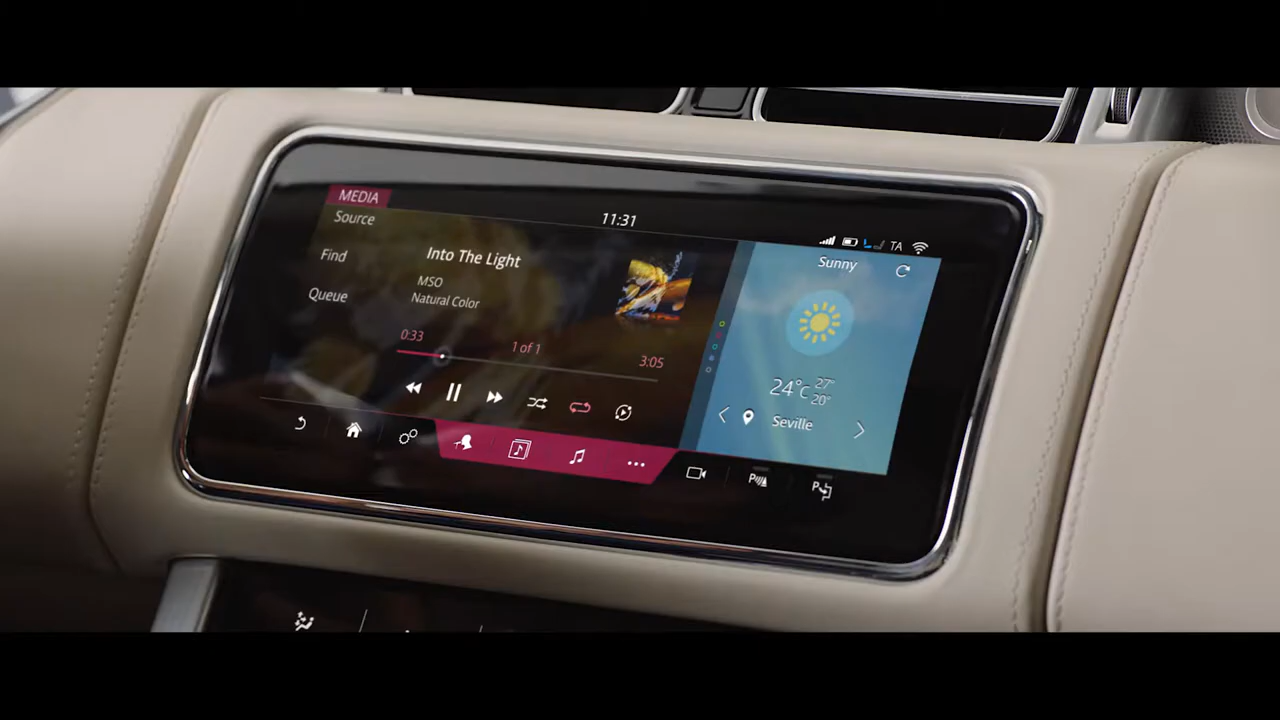 MEDIA
11:31
TA
Source
Find
Queue
Into The Light
MSO
Natural Color
0:33
1 of 1
3:05
Sunny
24°c 27°
20°
Seville
P
P